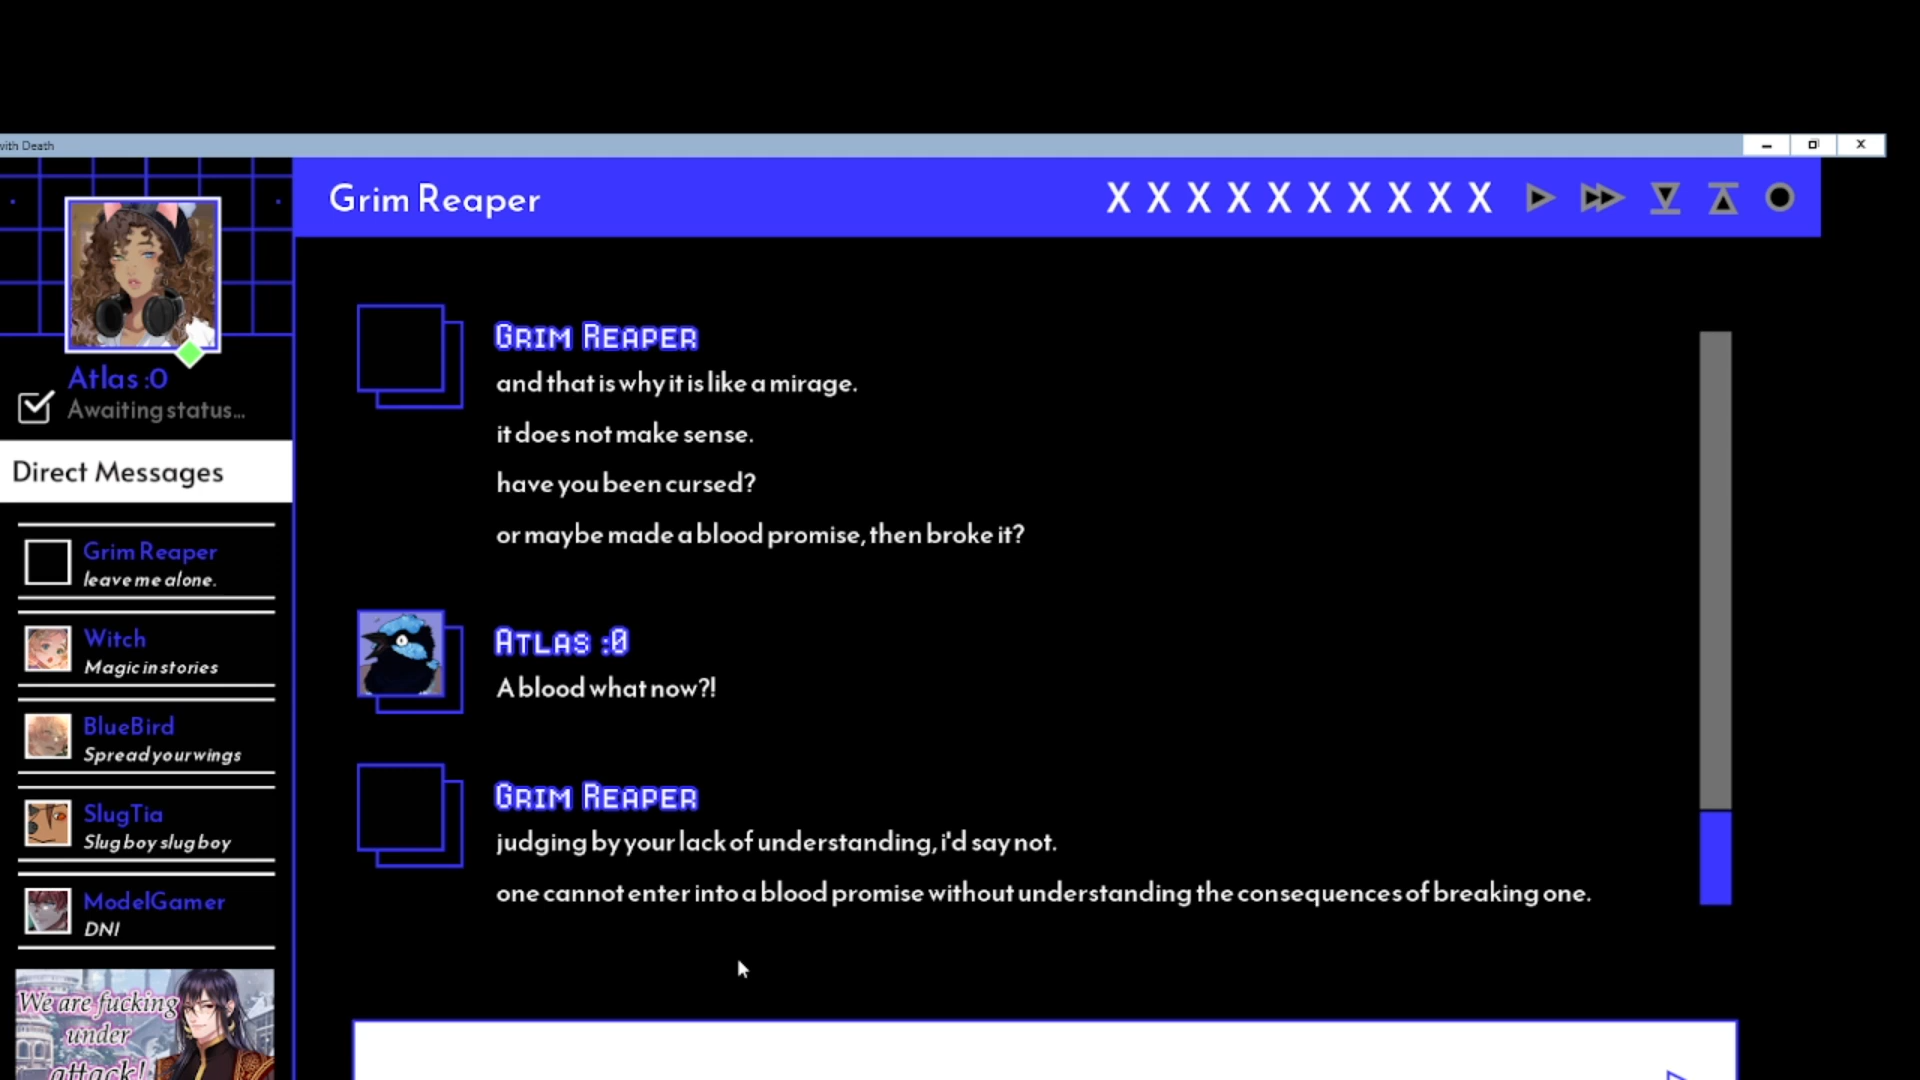 with Death
Grim Reaper
X X X X X X X X X X
Atlas :0
Awaiting status...
Direct Messages
Grim Reaper
leave me alone.
Witch
Magic in stories
BlueBird
Spread your wings
SlugTia
Slug boy slug boy
ModelGamer
DNI
We are fucking
under
attack!
Grim Reaper
and that is why it is like a mirage.
it does not make sense.
have you been cursed?
or maybe made a blood promise, then broke it?
Atlas :0
A blood what now?!
Grim Reaper
judging by your lack of understanding, i'd say not.
one cannot enter into a blood promise without understanding the consequences of breaking one.